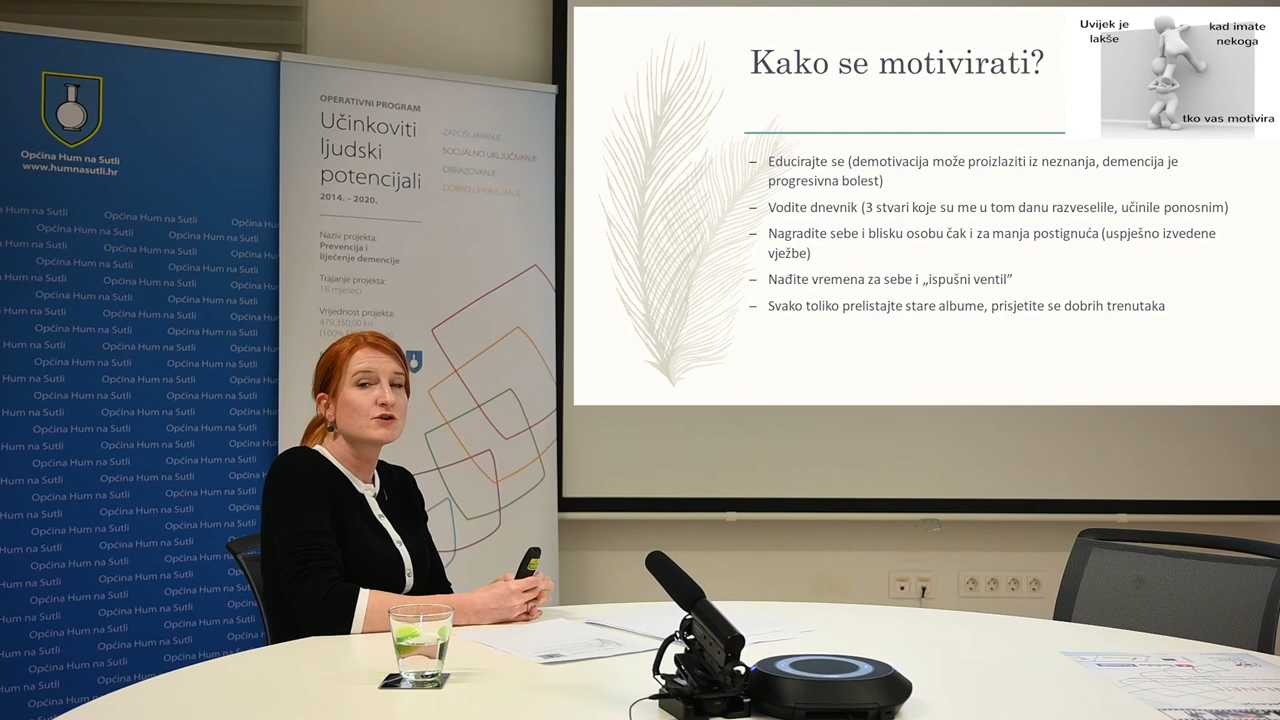 Općina Hum na Sutli
www.humnasutli.hr
OPERATIVNI PROGRAM
Učinkoviti
ljudski
potencijali
2014. – 2020.
ZAPOŠLJAVANJE
SOCIJALNO UKLJUČIVANJE
OBRAZOVANJE
DOBRO UPRAVLJANJE
Naziv projekta:
Prevencija i
liječenje demencije
Trajanje projekta:
18 mjeseci
Vrijednost projekta:
479.350,00 kn
Kako se motivirati?
Uvijek je
lakše
kad imate
nekoga
tko vas motivira
– Educirajte se (demotivacija može proizlaziti iz neznanja, demencija je
progresivna bolest)
– Vodite dnevnik (3 stvari koje su me u tom danu razveselile, učinile ponosnim)
– Nagradite sebe i blisku osobu čak i za manja postignuća (uspješno izvedene
vježbe)
– Nađite vremena za sebe i „ispušni ventil”
– Svako toliko prelistajte stare albume, prisjetite se dobrih trenutaka